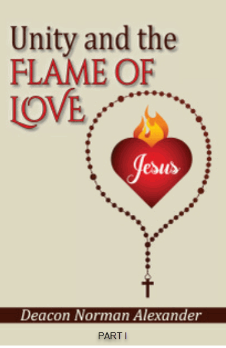 Unity and the
FLAME OF
LOVE
Jesus
Deacon Norman Alexander
PART I